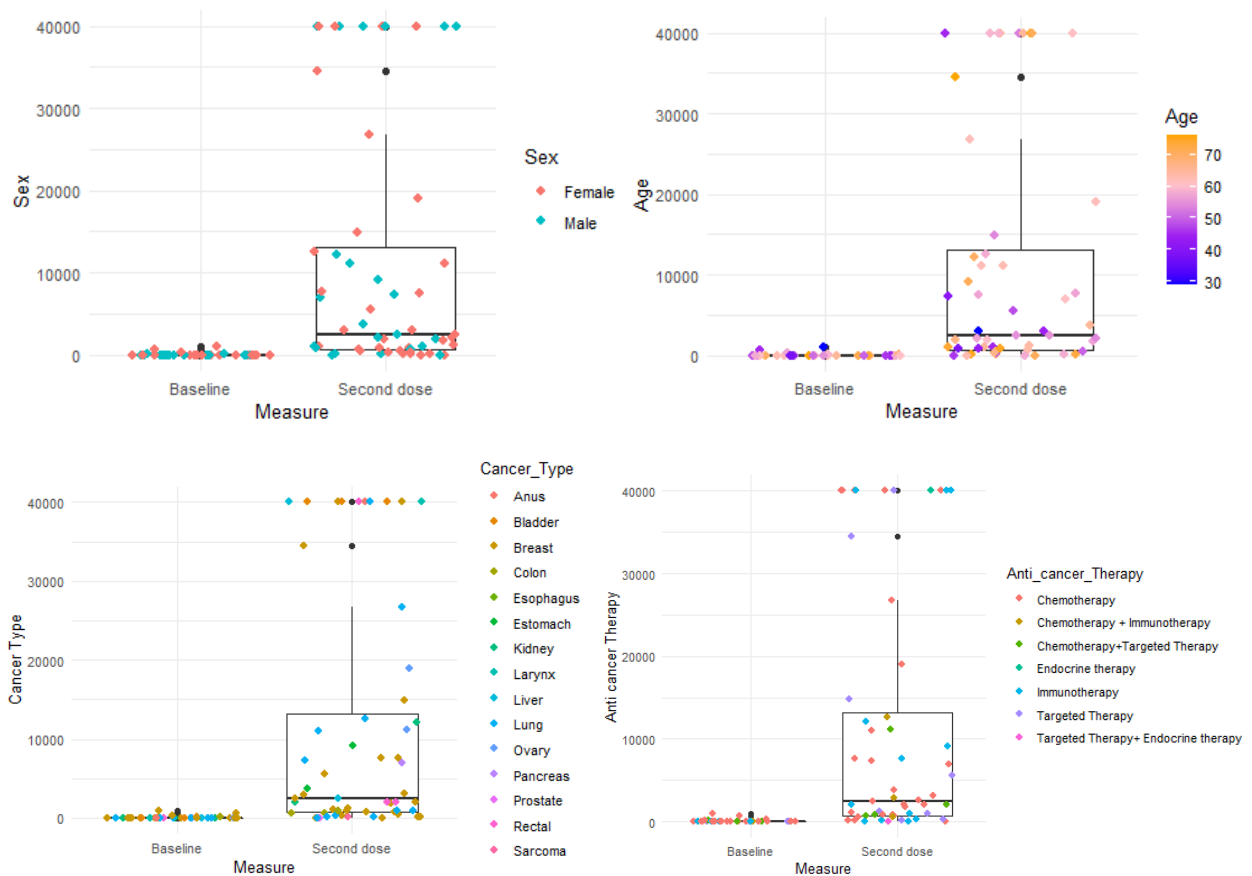 40000
30000
20000
10000
0
Sex
Baseline
Second dose
Measure
Sex
Female
Male
40000
30000
20000
10000
0
Age
Baseline
Second dose
Measure
Age
70
60
50
40
30
40000
30000
20000
10000
0
Cancer Type
Baseline
Second dose
Measure
Cancer_Type
Anus
Bladder
Breast
Colon
Esophagus
Estomach
Kidney
Larynx
Liver
Lung
Ovary
Pancreas
Prostate
Rectal
Sarcoma
40000
30000
20000
10000
0
Anti cancer Therapy
Baseline
Second dose
Measure
Anti_cancer_Therapy
Chemotherapy
Chemotherapy + Immunotherapy
Chemotherapy+Targeted Therapy
Endocrine therapy
Immunotherapy
Targeted Therapy
Targeted Therapy+ Endocrine therapy